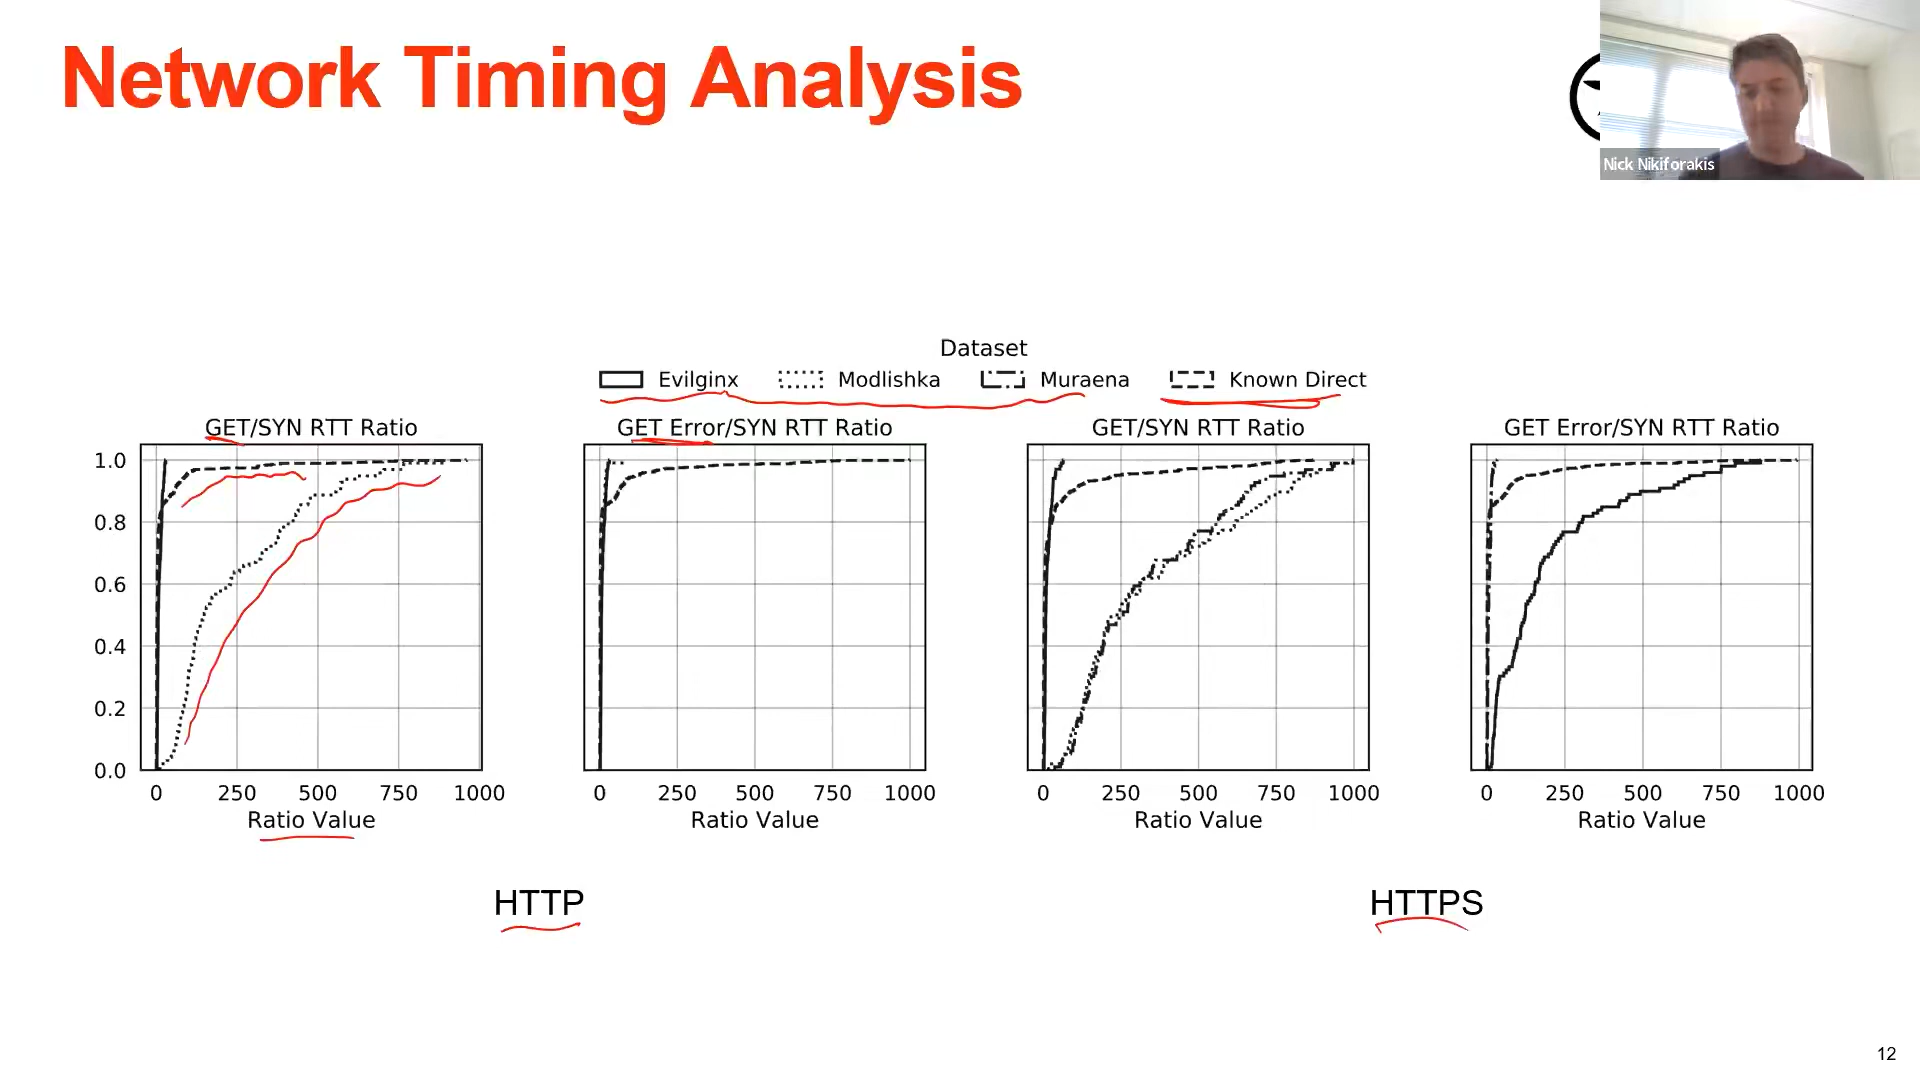 Network Timing Analysis
Nick Nikiforakis
Dataset
Evilginx Modlishka Muraena Known Direct
GET/SYN RTT Ratio GET Error/SYN RTT Ratio GET/SYN RTT Ratio GET Error/SYN RTT Ratio
1.0
0.8
0.6
0.4
0.2
0.0
0 250 500 750 1000 0 250 500 750 1000 0 250 500 750 1000 0 250 500 750 1000
Ratio Value Ratio Value Ratio Value Ratio Value
HTTP HTTPS
12